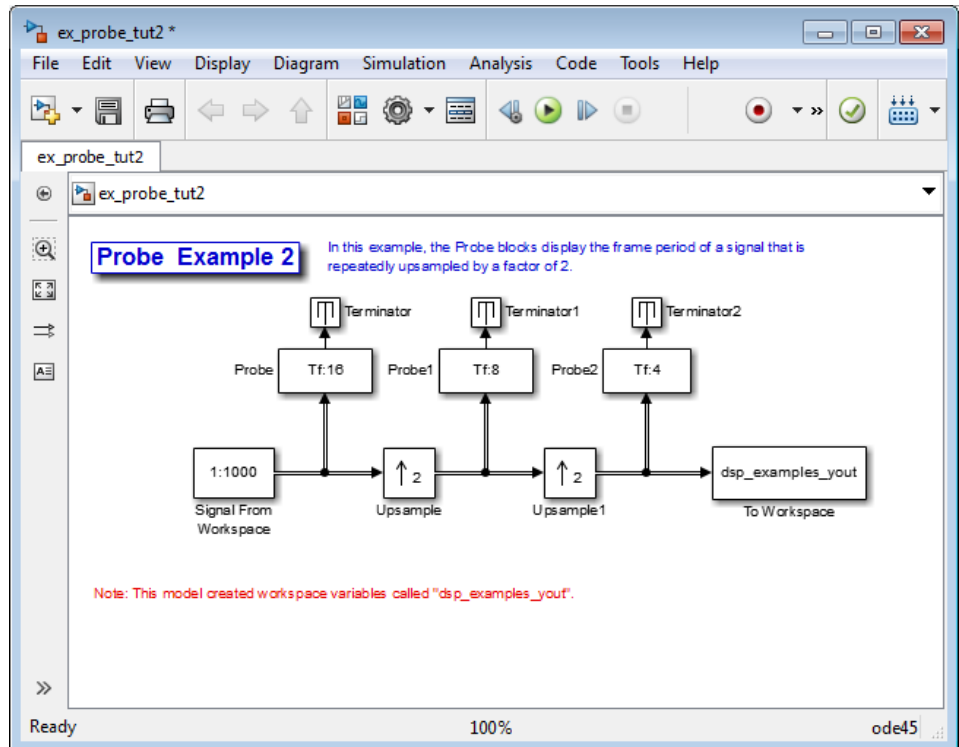 ex_probe_tut2 *
File Edit View Display Diagram Simulation Analysis Code Tools Help
ex_probe_tut2
ex_probe_tut2
Probe Example 2
In this example, the Probe blocks display the frame period of a signal that is
repeatedly upsampled by a factor of 2.
Terminator Terminator1 Terminator2
Probe Tf:16 Probe1 Tf:8 Probe2 Tf:4
1:1000 2 2 dsp_examples_yout
Signal From
Workspace
Upsample Upsample1 To Workspace
Note: This model created workspace variables called "dsp_examples_yout".
Ready 100% ode45